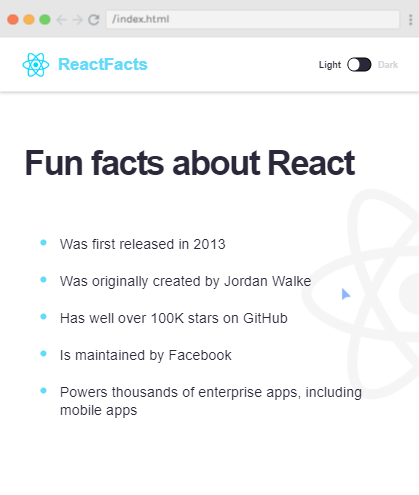 /index.html
ReactFacts
Light
Dark
Fun facts about React
Was first released in 2013
Was originally created by Jordan Walke
Has well over 100K stars on GitHub
Is maintained by Facebook
Powers thousands of enterprise apps, including
mobile apps